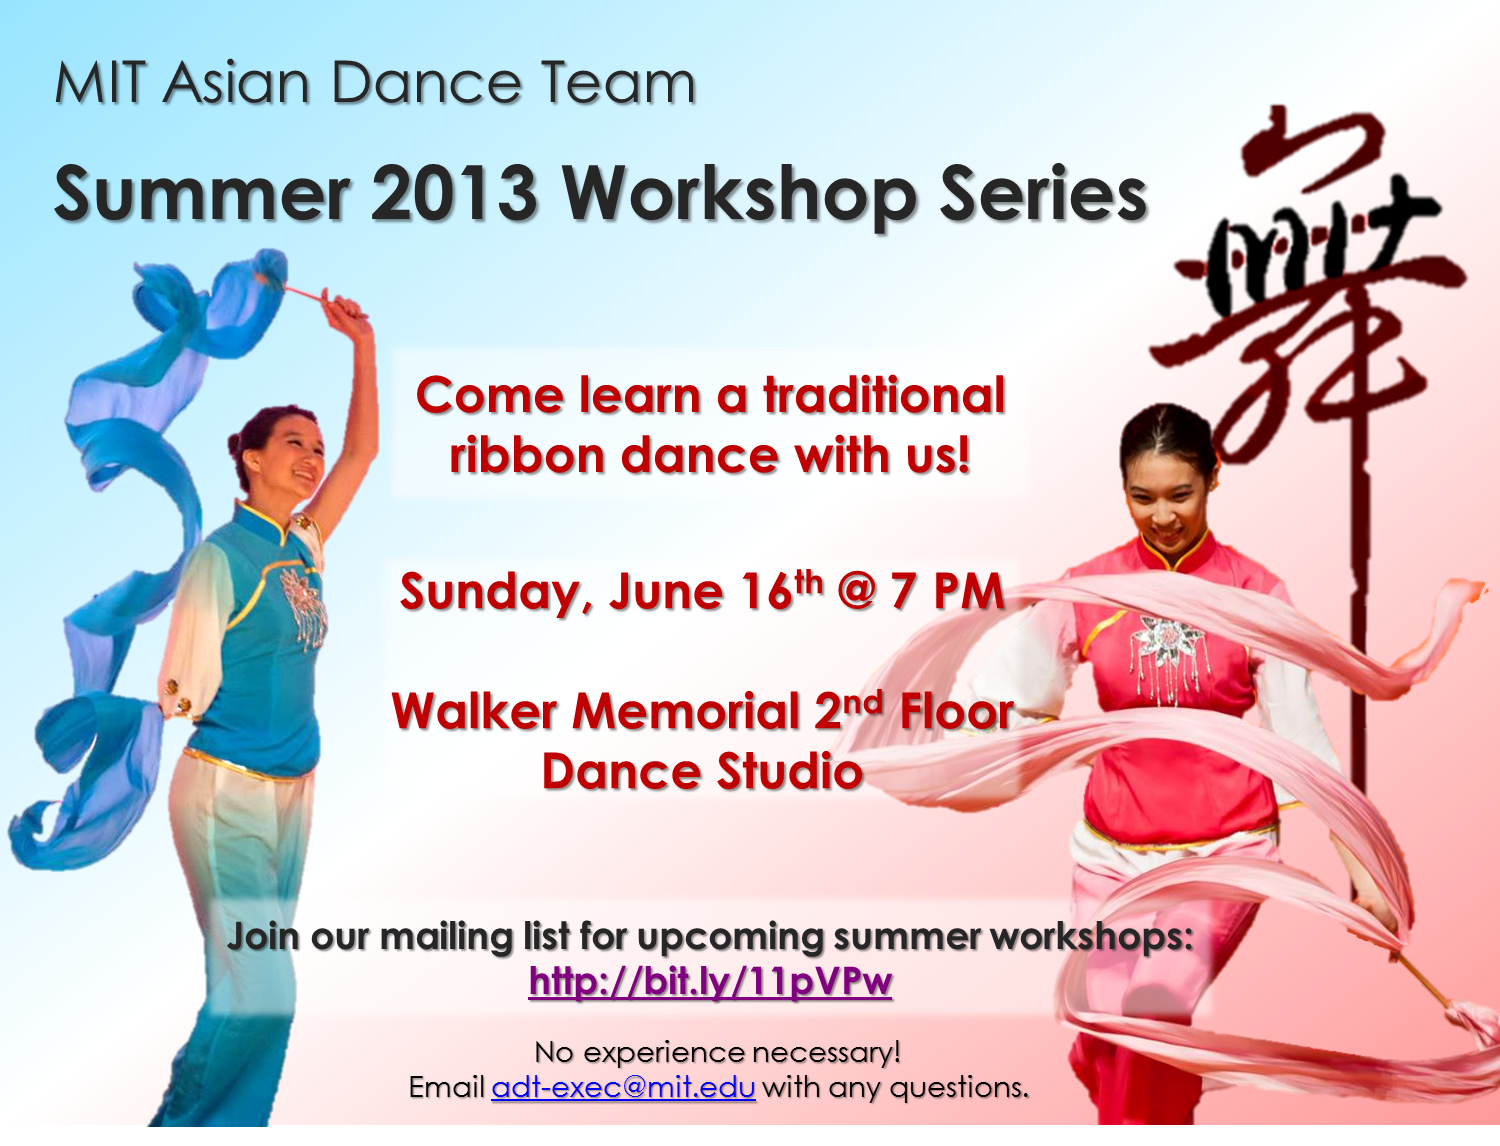 MIT Asian Dance Team
Summer 2013 Workshop Series
舞
mit
Come learn a traditional
ribbon dance with us!
Sunday, June 16th @ 7 PM
Walker Memorial 2nd Floor
Dance Studio
Join our mailing list for upcoming summer workshops:
http://bit.ly/11pVPw
No experience necessary!
Email adt-exec@mit.edu with any questions.